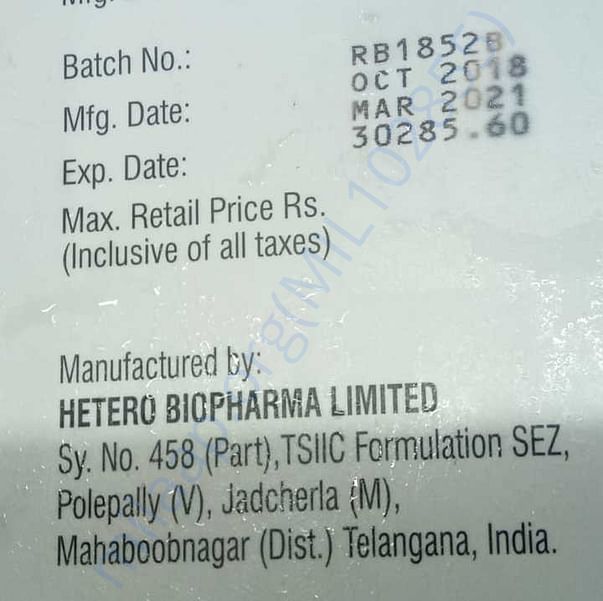 Batch No.: RB18528
Mfg. Date: OCT 2018
Exp. Date: MAR 2021
Max. Retail Price Rs. 30285.60
(Inclusive of all taxes)
Manufactured by:
HETERO BIOPHARMA LIMITED
Sy. No. 458 (Part),TSIIC Formulation SEZ,
Polepally (V), Jadcherla (M),
Mahaboobnagar (Dist.) Telangana, India.